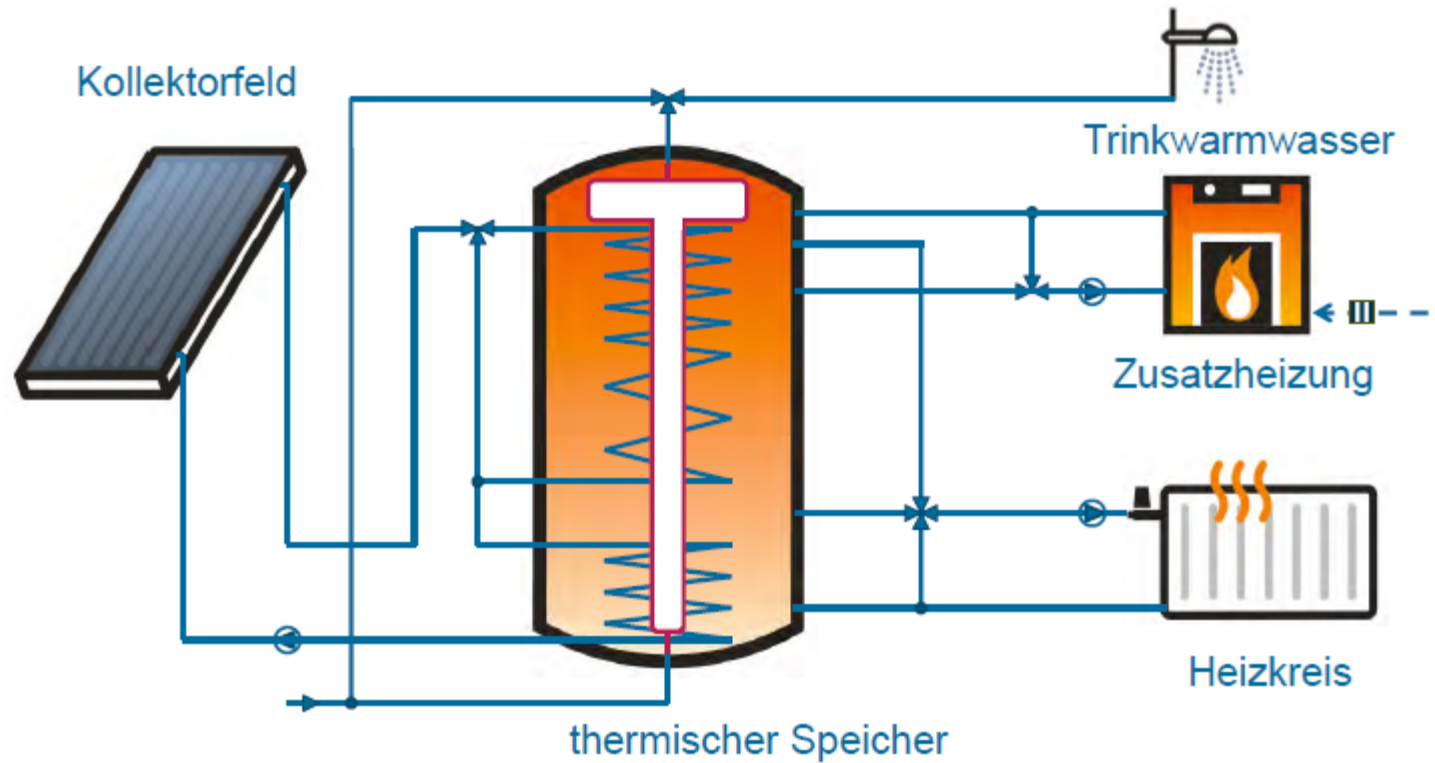 Kollektorfeld
Trinkwarmwasser
Zusatzheizung
Heizkreis
thermischer Speicher